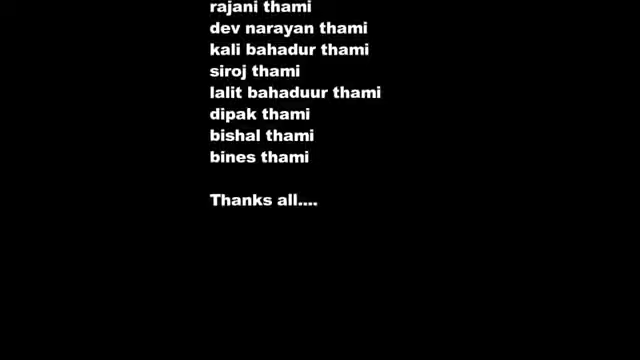 rajani thami
dev narayan thami
kali bahadur thami
siroj thami
lalit bahaduur thami
dipak thami
bishal thami
bines thami
Thanks all....